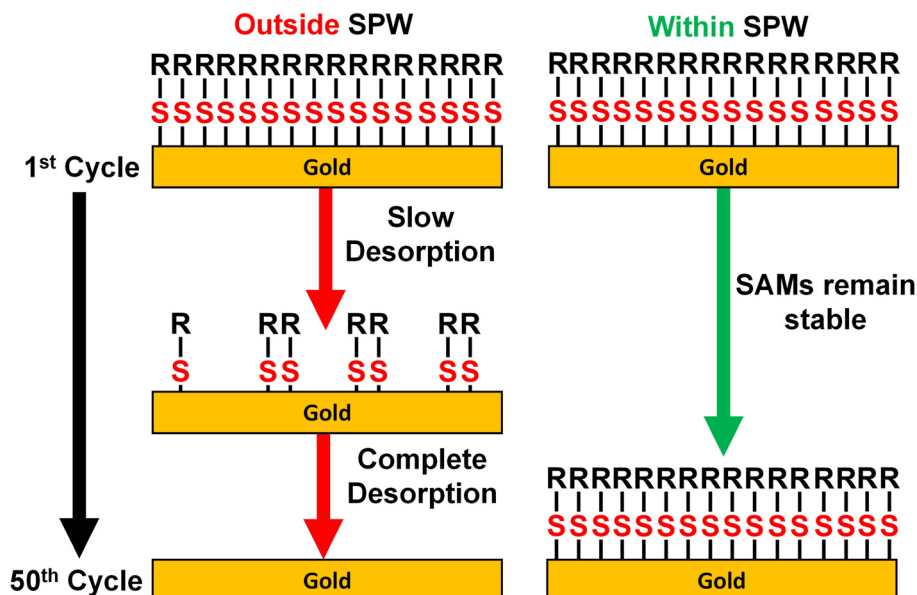 Outside SPW
RRRRRRRRRRRRRRRR
SSSSSSSSSSSSSSSS
Gold
1st Cycle
Slow
Desorption
R RR RR RR
S SS SS SS
Gold
Complete
Desorption
50th Cycle
Gold
Within SPW
RRRRRRRRRRRRRRRR
SSSSSSSSSSSSSSSS
Gold
SAMs remain
stable
RRRRRRRRRRRRRRRR
SSSSSSSSSSSSSSSS
Gold